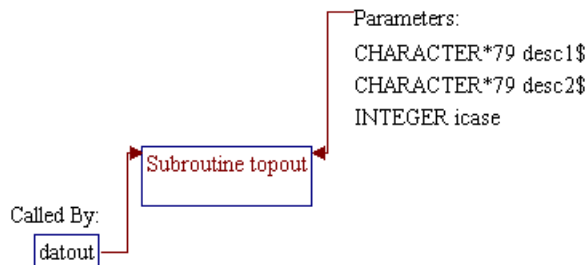 Parameters:
CHARACTER*79 desc1$
CHARACTER*79 desc2$
INTEGER icase
Subroutine topout
Called By:
datout